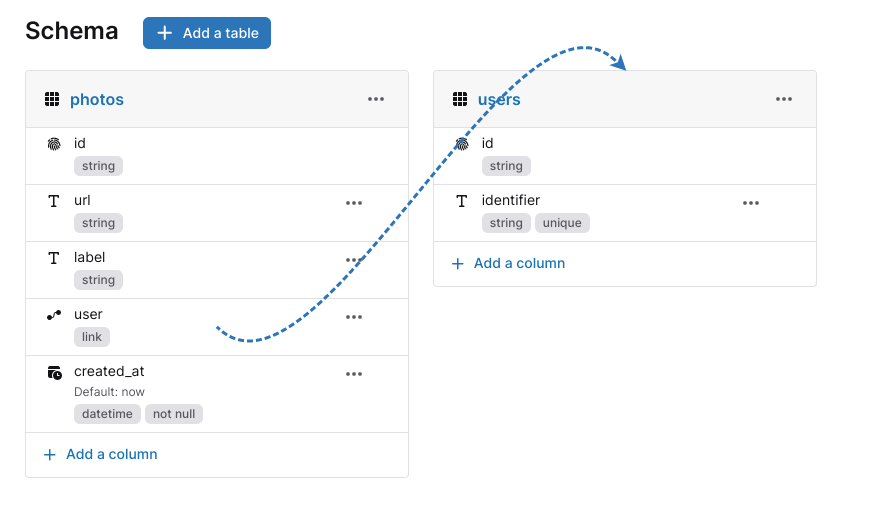 Schema
Add a table
photos
id
string
url
string
label
string
user
link
created_at
Default: now
datetime not null
Add a column
users
id
string
identifier
string unique
Add a column